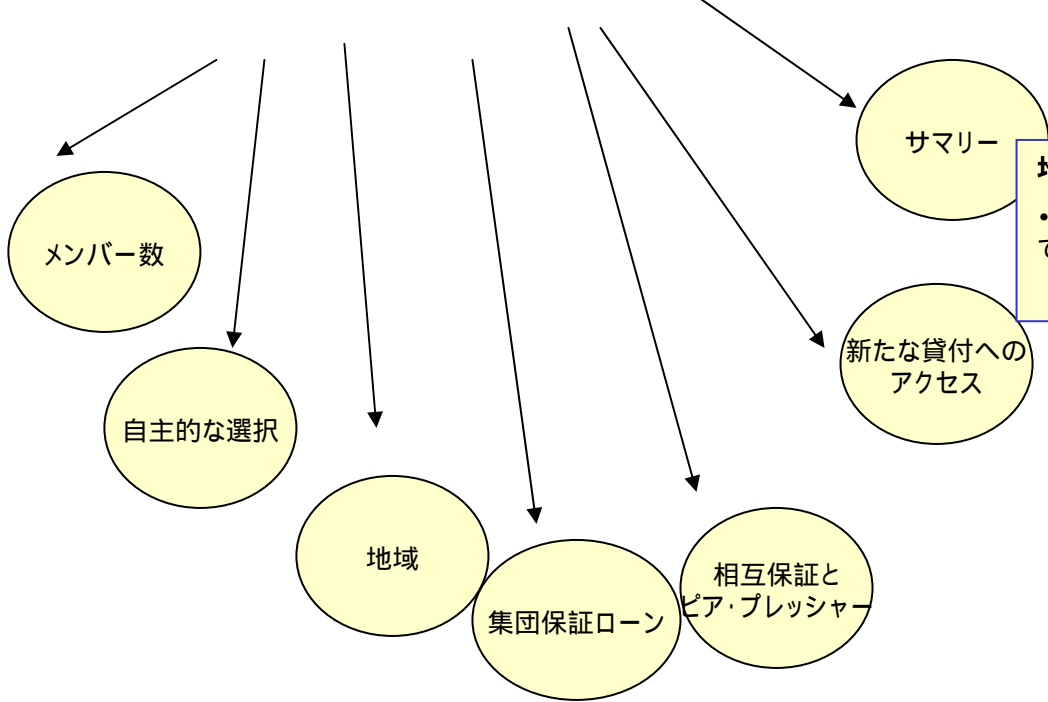 サマリー
メンバー数
新たな貸付への
アクセス
自主的な選択
地域
集団保証ローン
相互保証と
ピア・プレッシャー